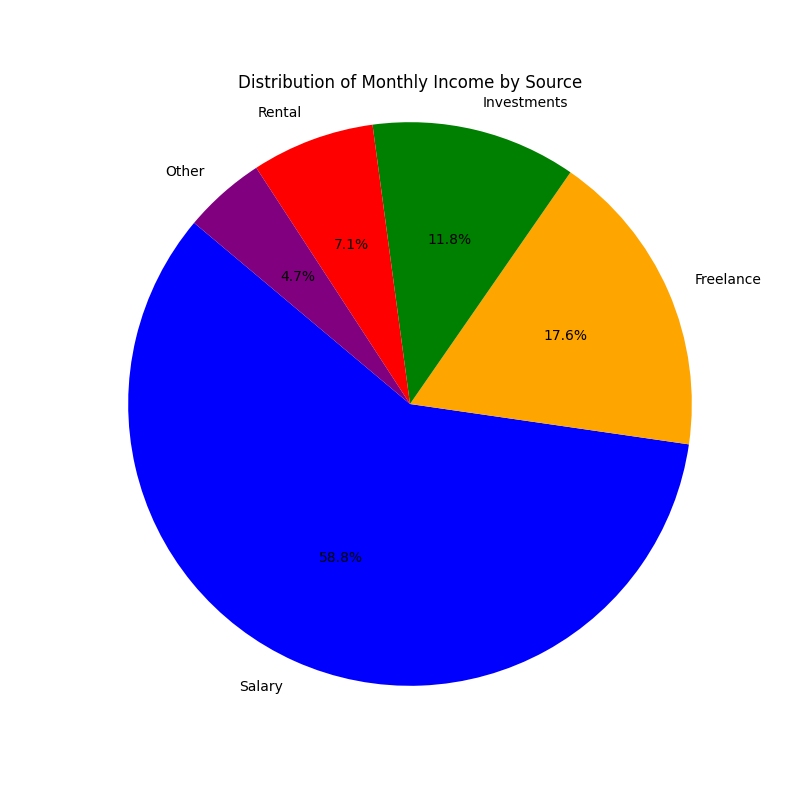 Distribution of Monthly Income by Source
Investments
Rental
Other
7.1%
11.8%
4.7%
Freelance
17.6%
58.8%
Salary